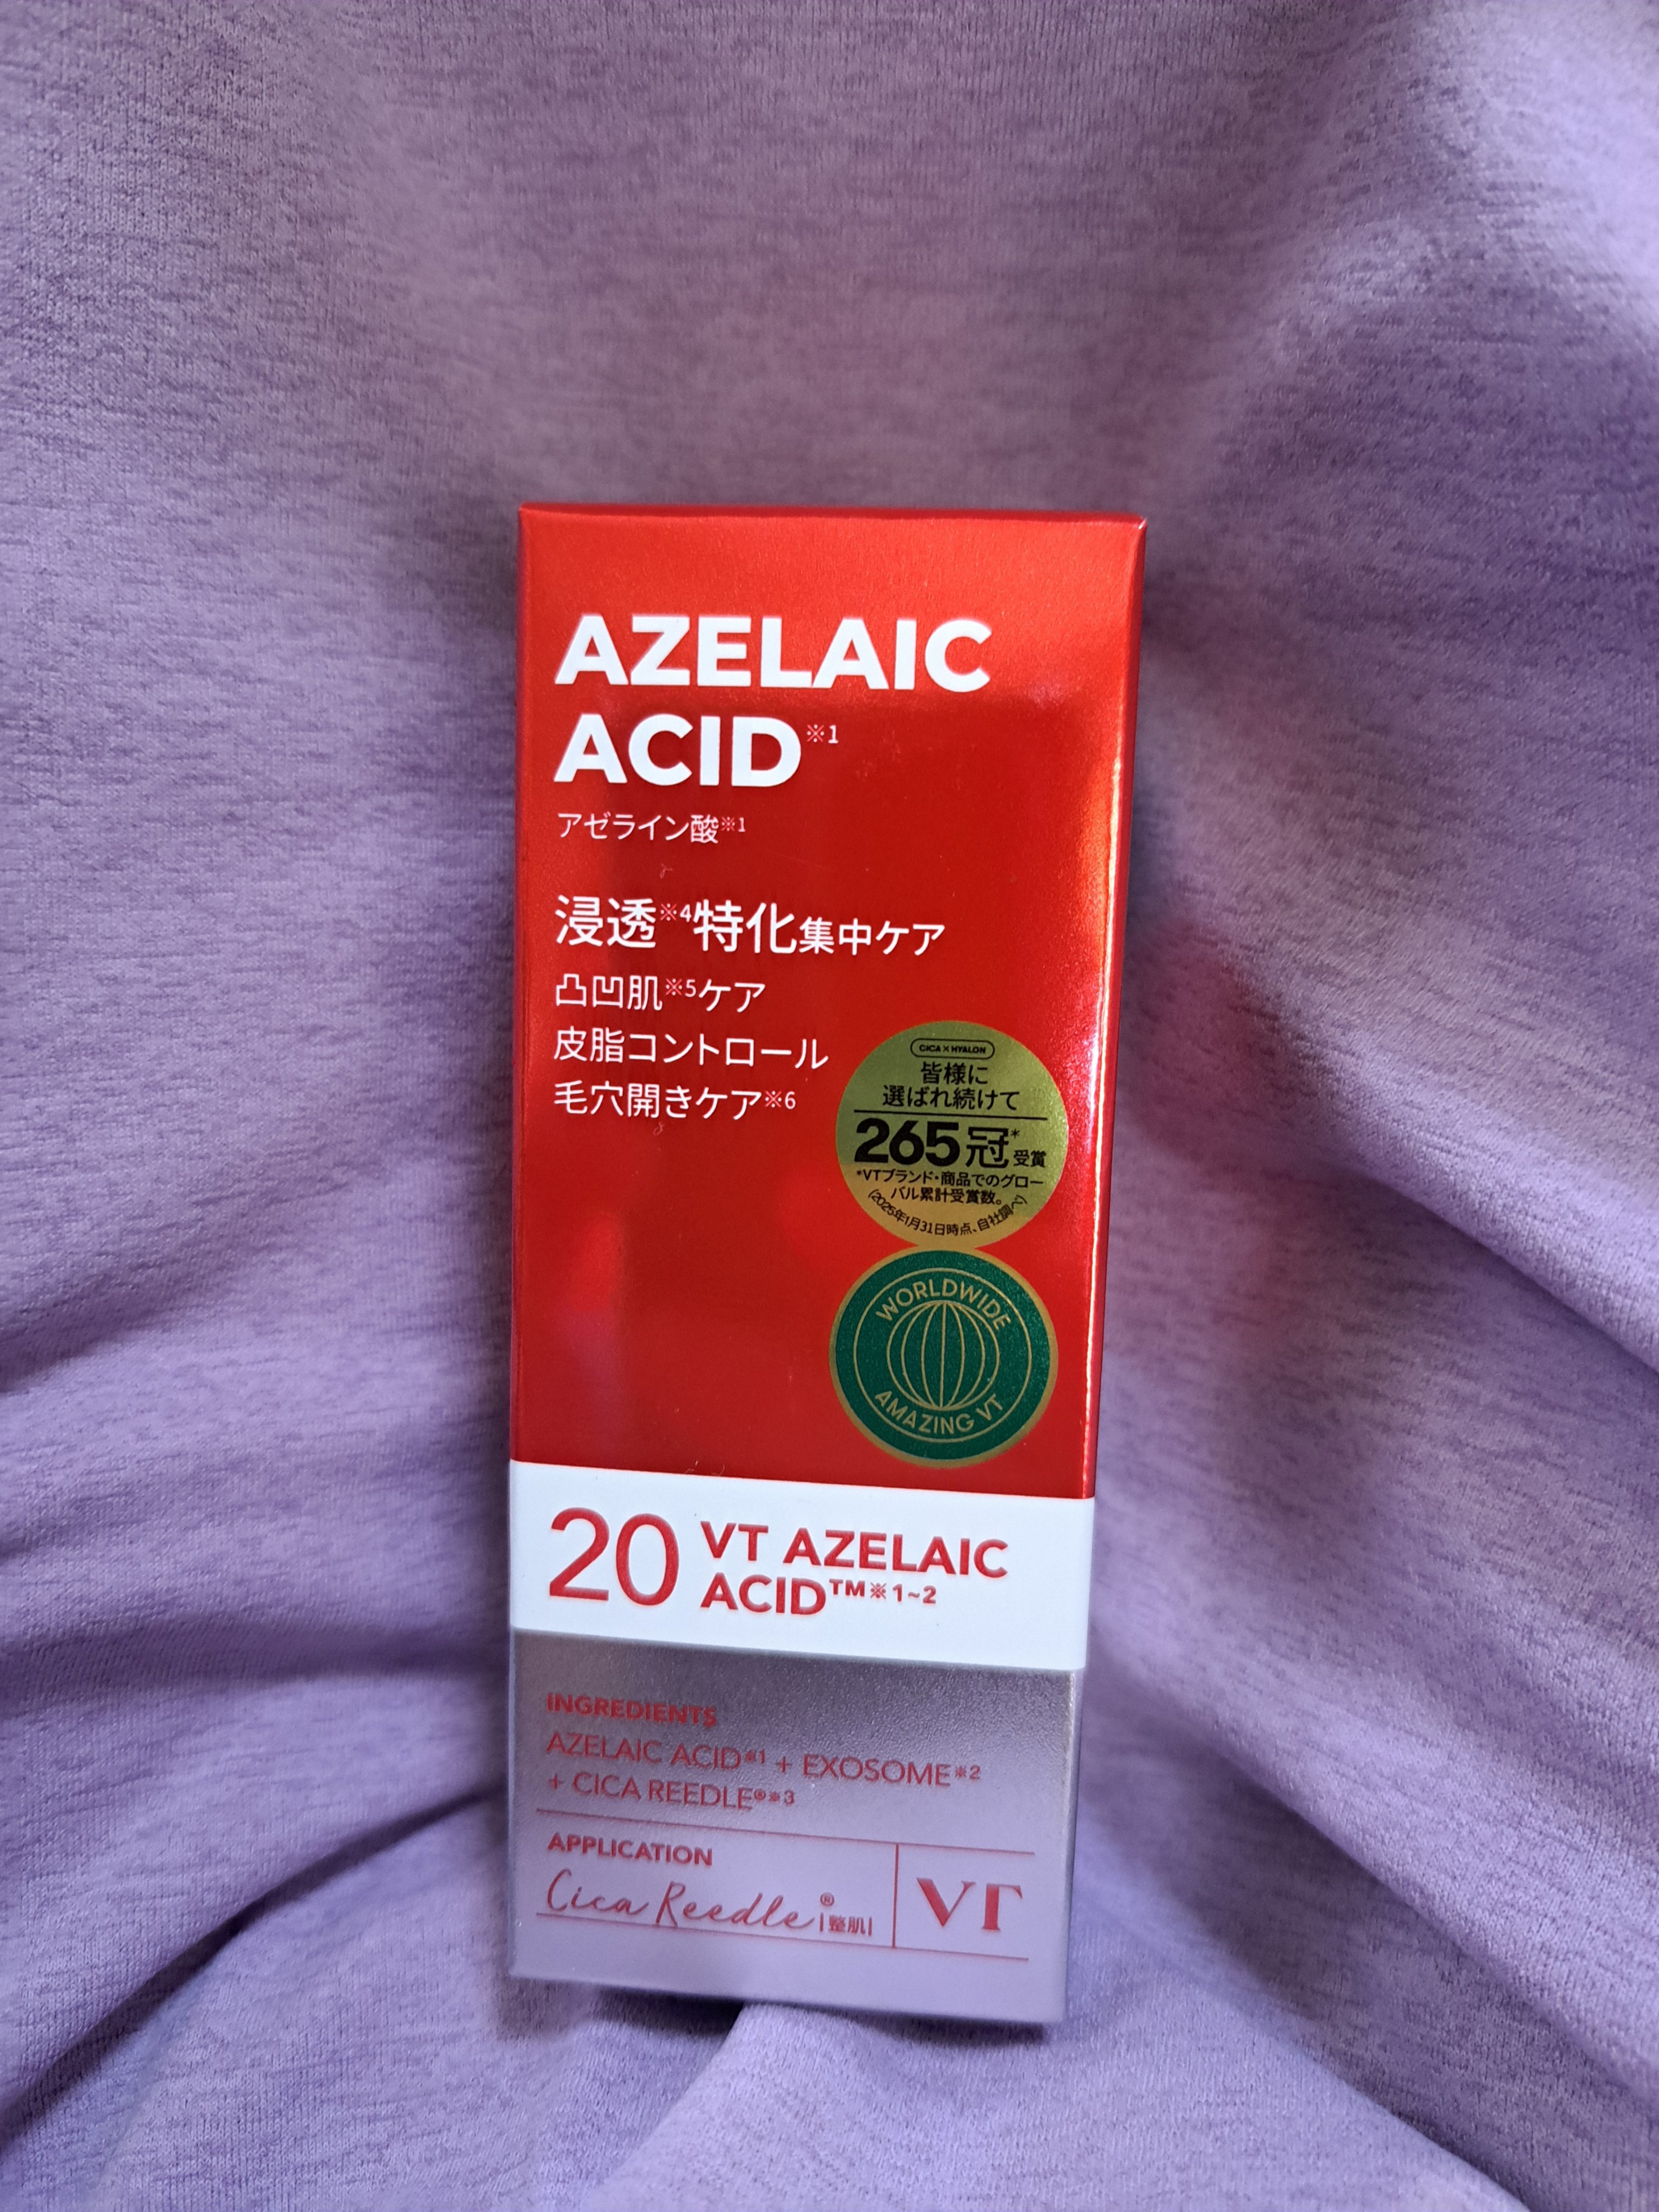 AZELAIC
ACID※1
アゼライン酸※1
浸透※4特化集中ケア
凸凹肌※5ケア
皮脂コントロール
毛穴開きケア※6
CICA×HYALON
皆様に
選ばれ続けて
265冠*受賞
*VTブランド・商品でのグロー
バル累計受賞数。
(2025年1月31日時点、自社調べ)
WORLDWIDE
AMAZING VT
20 VT AZELAIC
ACID™※1~2
INGREDIENTS
AZELAIC ACID※1 + EXOSOME※2
+ CICA REEDLE®※3
APPLICATION
Cica Reedle® |整肌|
VT